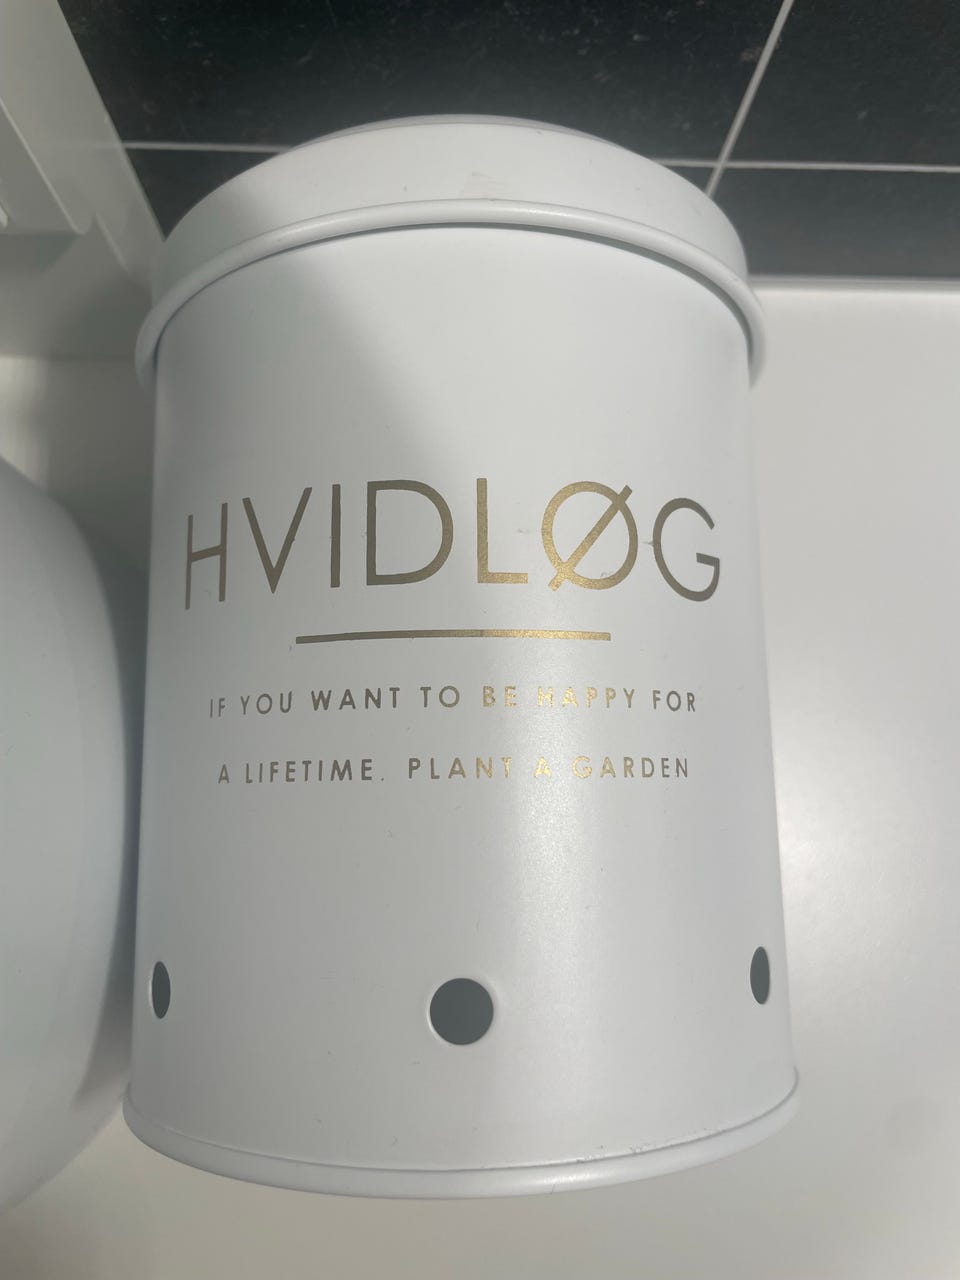 HVIDLØG
IF YOU WANT TO BE HAPPY FOR
A LIFETIME. PLANT A GARDEN